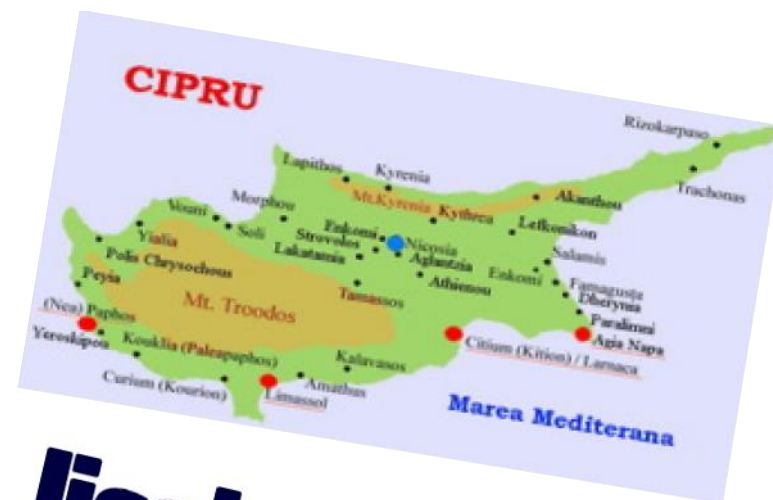 CIPRU
Rizokarpaso
Trachonas
Lapithos
Kyrenia
Akanthou
Mt.Kyrenia
Kythrea
Lefkonikon
Morphou
Vouni
Soli
Yialia
Enkomi
Strovolos
Lakatamia
Nicosia
Aglantzia
Athienou
Salamis
Enkomi
Famagusta
Dherynia
Paralimni
Agia Napa
Polis Chrysochous
Peyia
Mt. Troodos
Tamassos
(Nea) Paphos
Yeroskipou
Kouklia (Paleapaphos)
Kalavasos
Citium (Kition) / Larnaca
Curium (Kourion)
Limassol
Amathus
Marea Mediterana